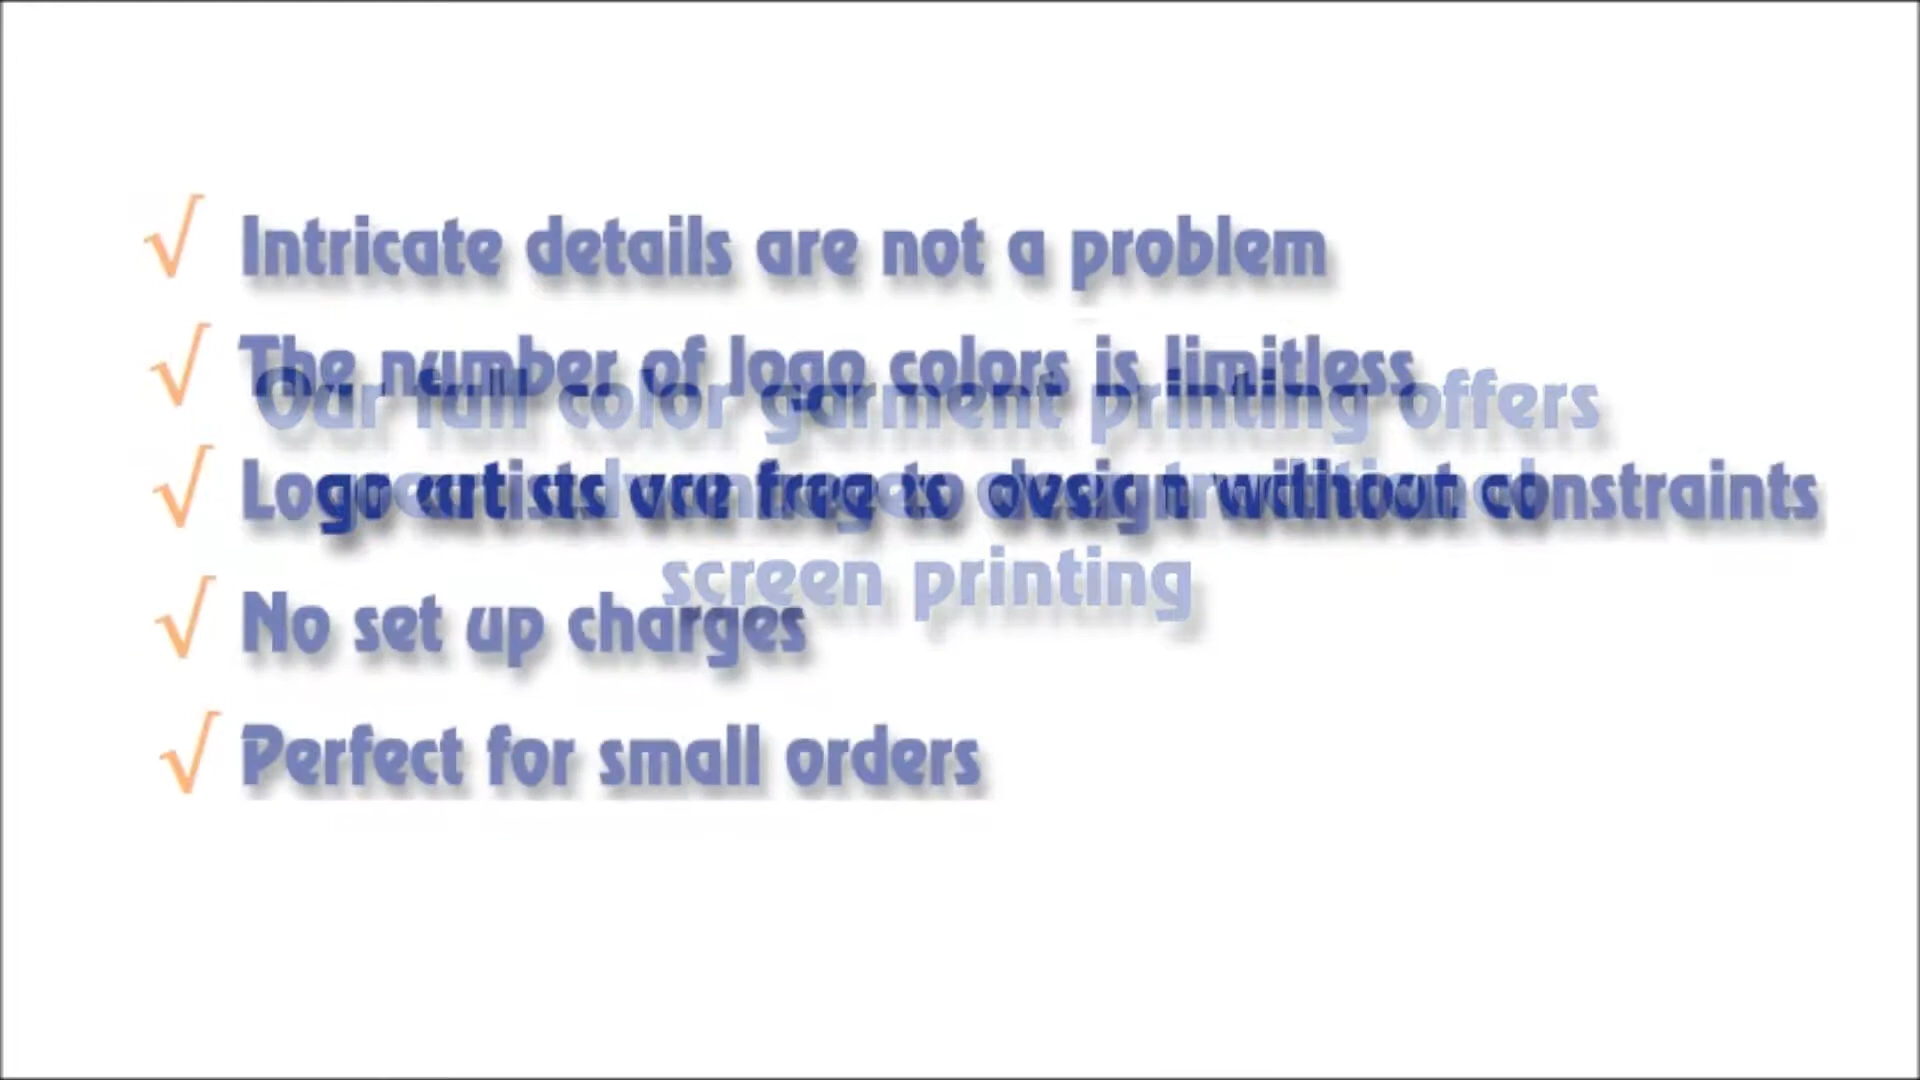 √ Intricate details are not a problem
√ The number of logo colors is limitless
Our full color garment printing offers
√ Logo artists are free to design without constraints
screen printing
√ No set up charges
√ Perfect for small orders